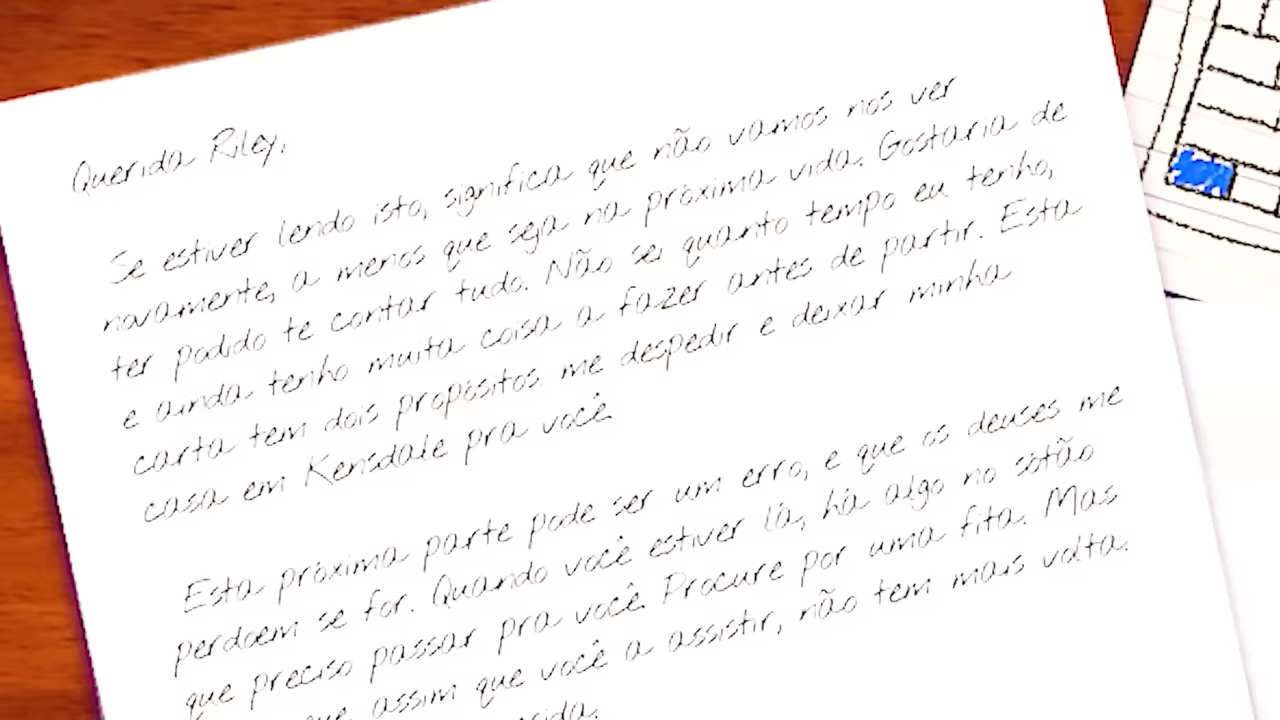 Querida Riley,
Se estiver lendo isto, significa que não vamos nos ver
novamente, a menos que seja na próxima vida. Gostaria de
ter podido te contar tudo. Não sei quanto tempo eu tenho,
e ainda tenho muita coisa a fazer antes de partir. Esta
carta tem dois propósitos me despedir e deixar minha
casa em Kensdale pra você.
Esta próxima parte pode ser um erro, e que os deuses me
perdoem se for. Quando você estiver lá, há algo no sótão
que preciso passar pra você. Procure por uma fita. Mas
que assim que você a assistir, não tem mais volta.